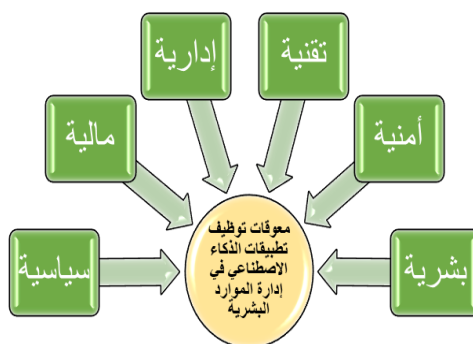 تقنية
إدارية
أمنية
مالية
بشرية
سياسية
معوقات توظيف
تطبيقات الذكاء
الاصطناعي في
إدارة الموارد
البشرية